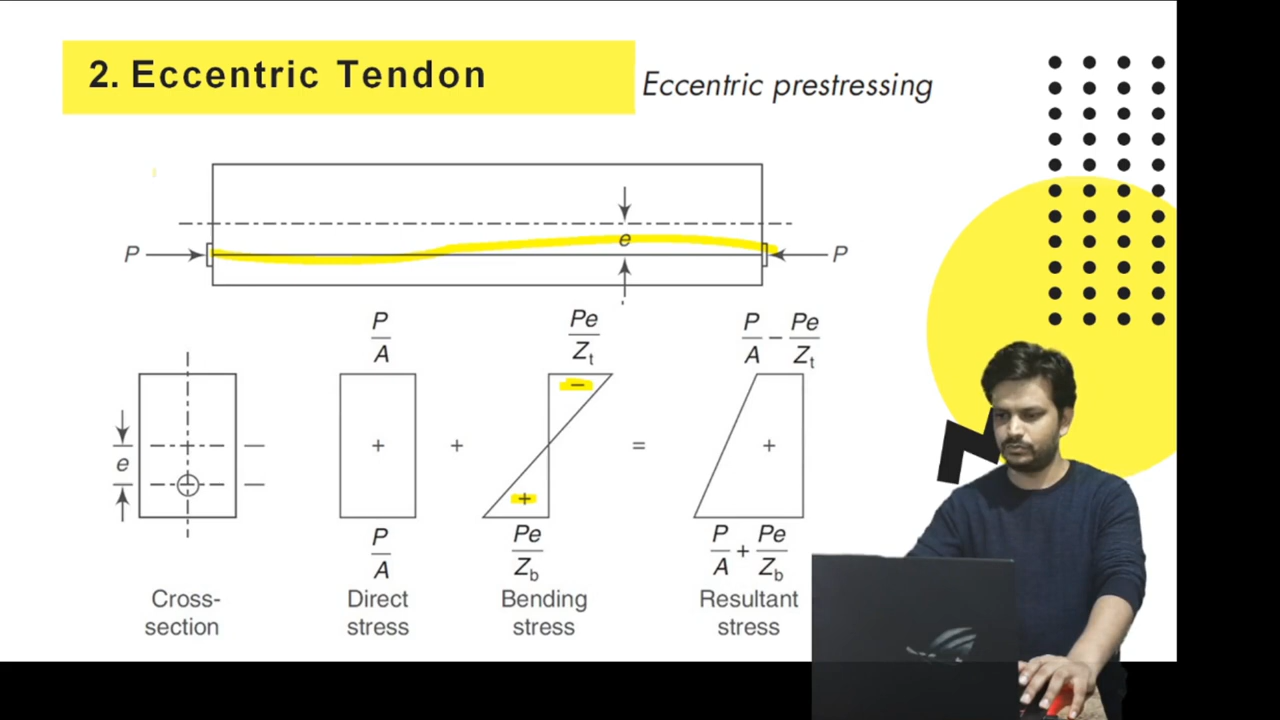 2. Eccentric Tendon
Eccentric prestressing
e
P
P
P
A
Pe
Zt
P
A
−
Pe
Zt
e
+
+
−
+
=
+
P
A
Pe
Zb
P
A
+
Pe
Zb
Cross-
section
Direct
stress
Bending
stress
Resultant
stress